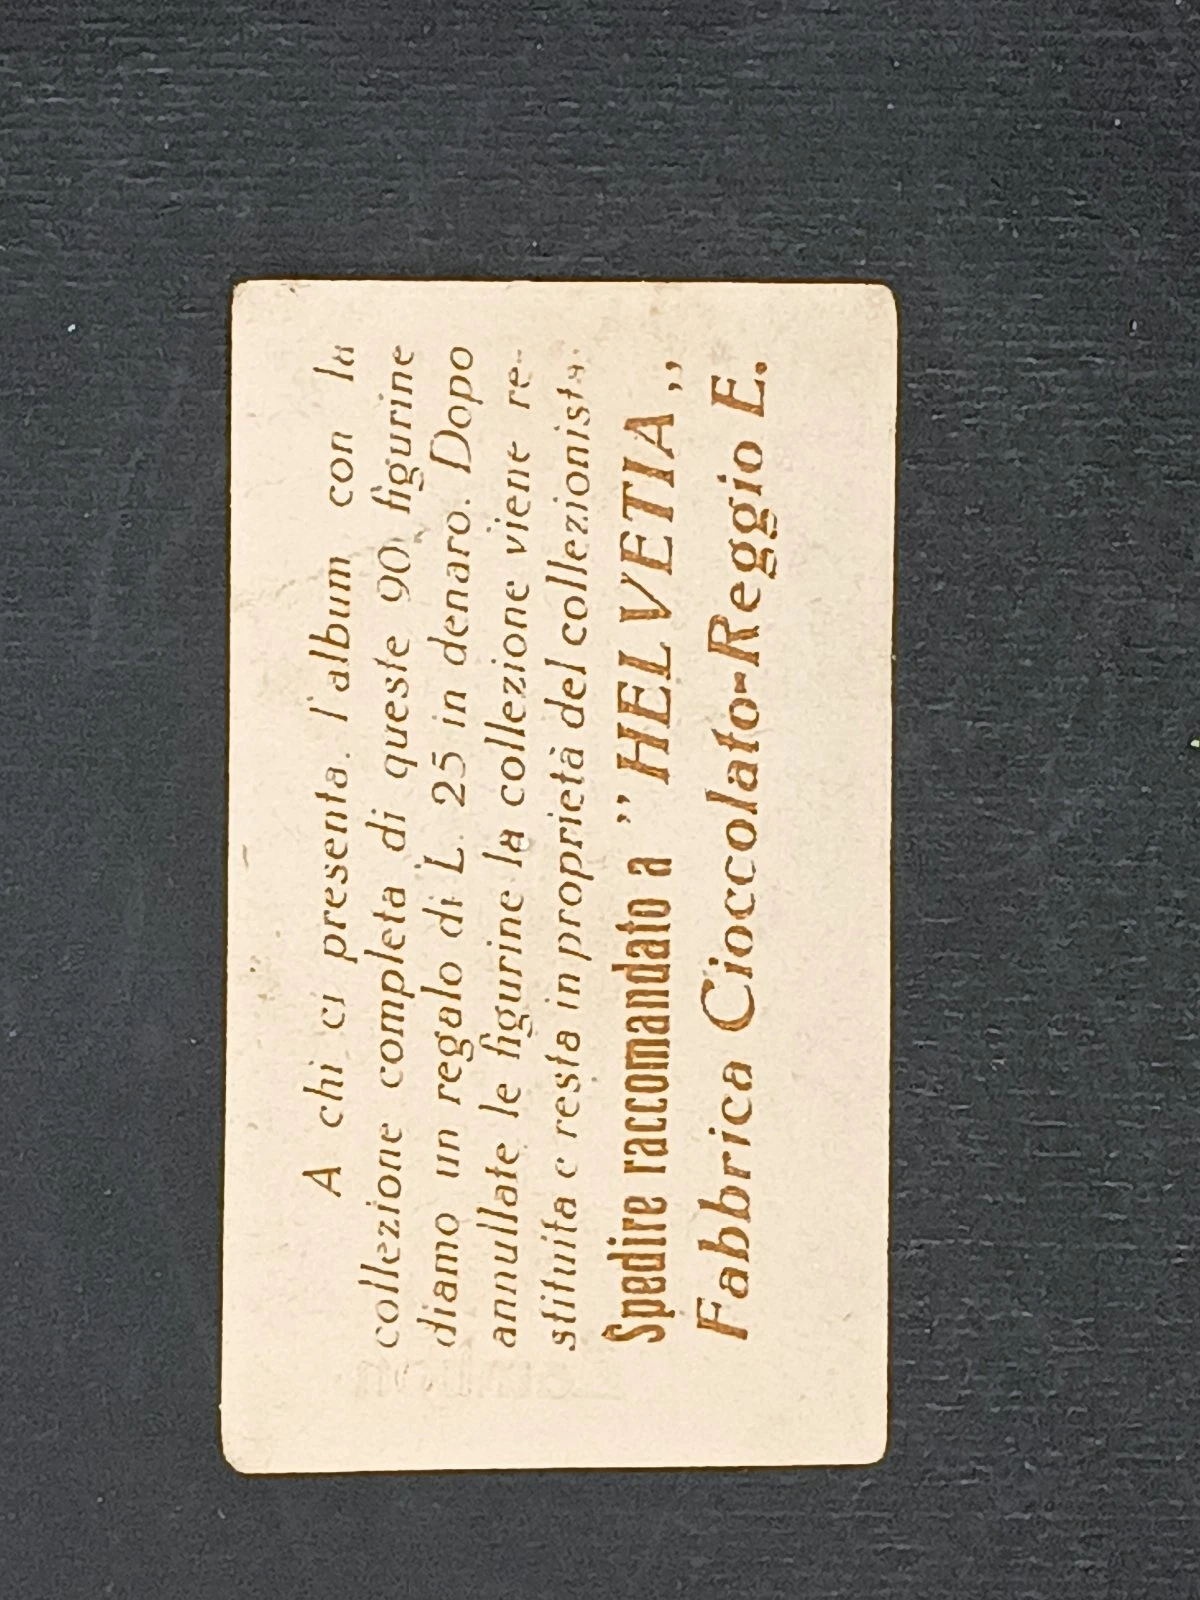 A chi ci presenta l'album con la
collezione completa di queste 90 figurine
diamo un regalo di L. 25 in denaro. Dopo
annullate le figurine la collezione viene re-
stituita e resta in proprietà del collezionista.
Spedire raccomandato a " HELVETIA „
Fabbrica Cioccolato-Reggio E.